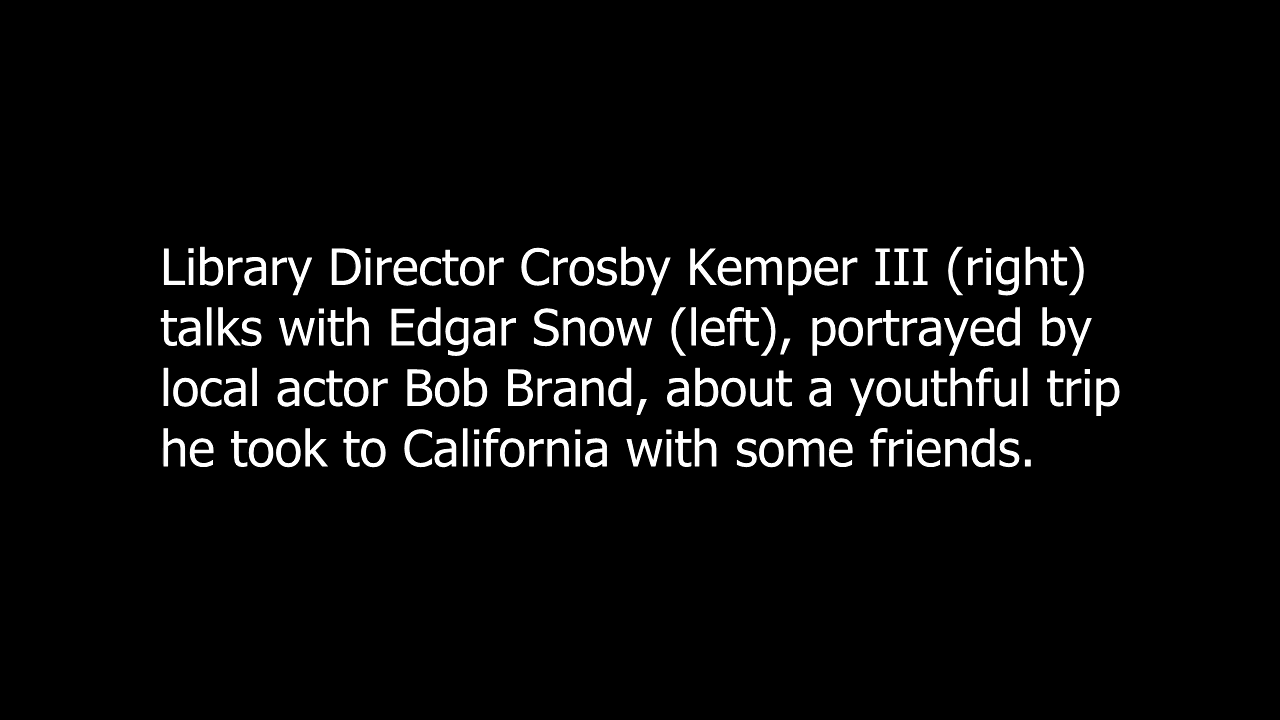 Library Director Crosby Kemper III (right)
talks with Edgar Snow (left), portrayed by
local actor Bob Brand, about a youthful trip
he took to California with some friends.